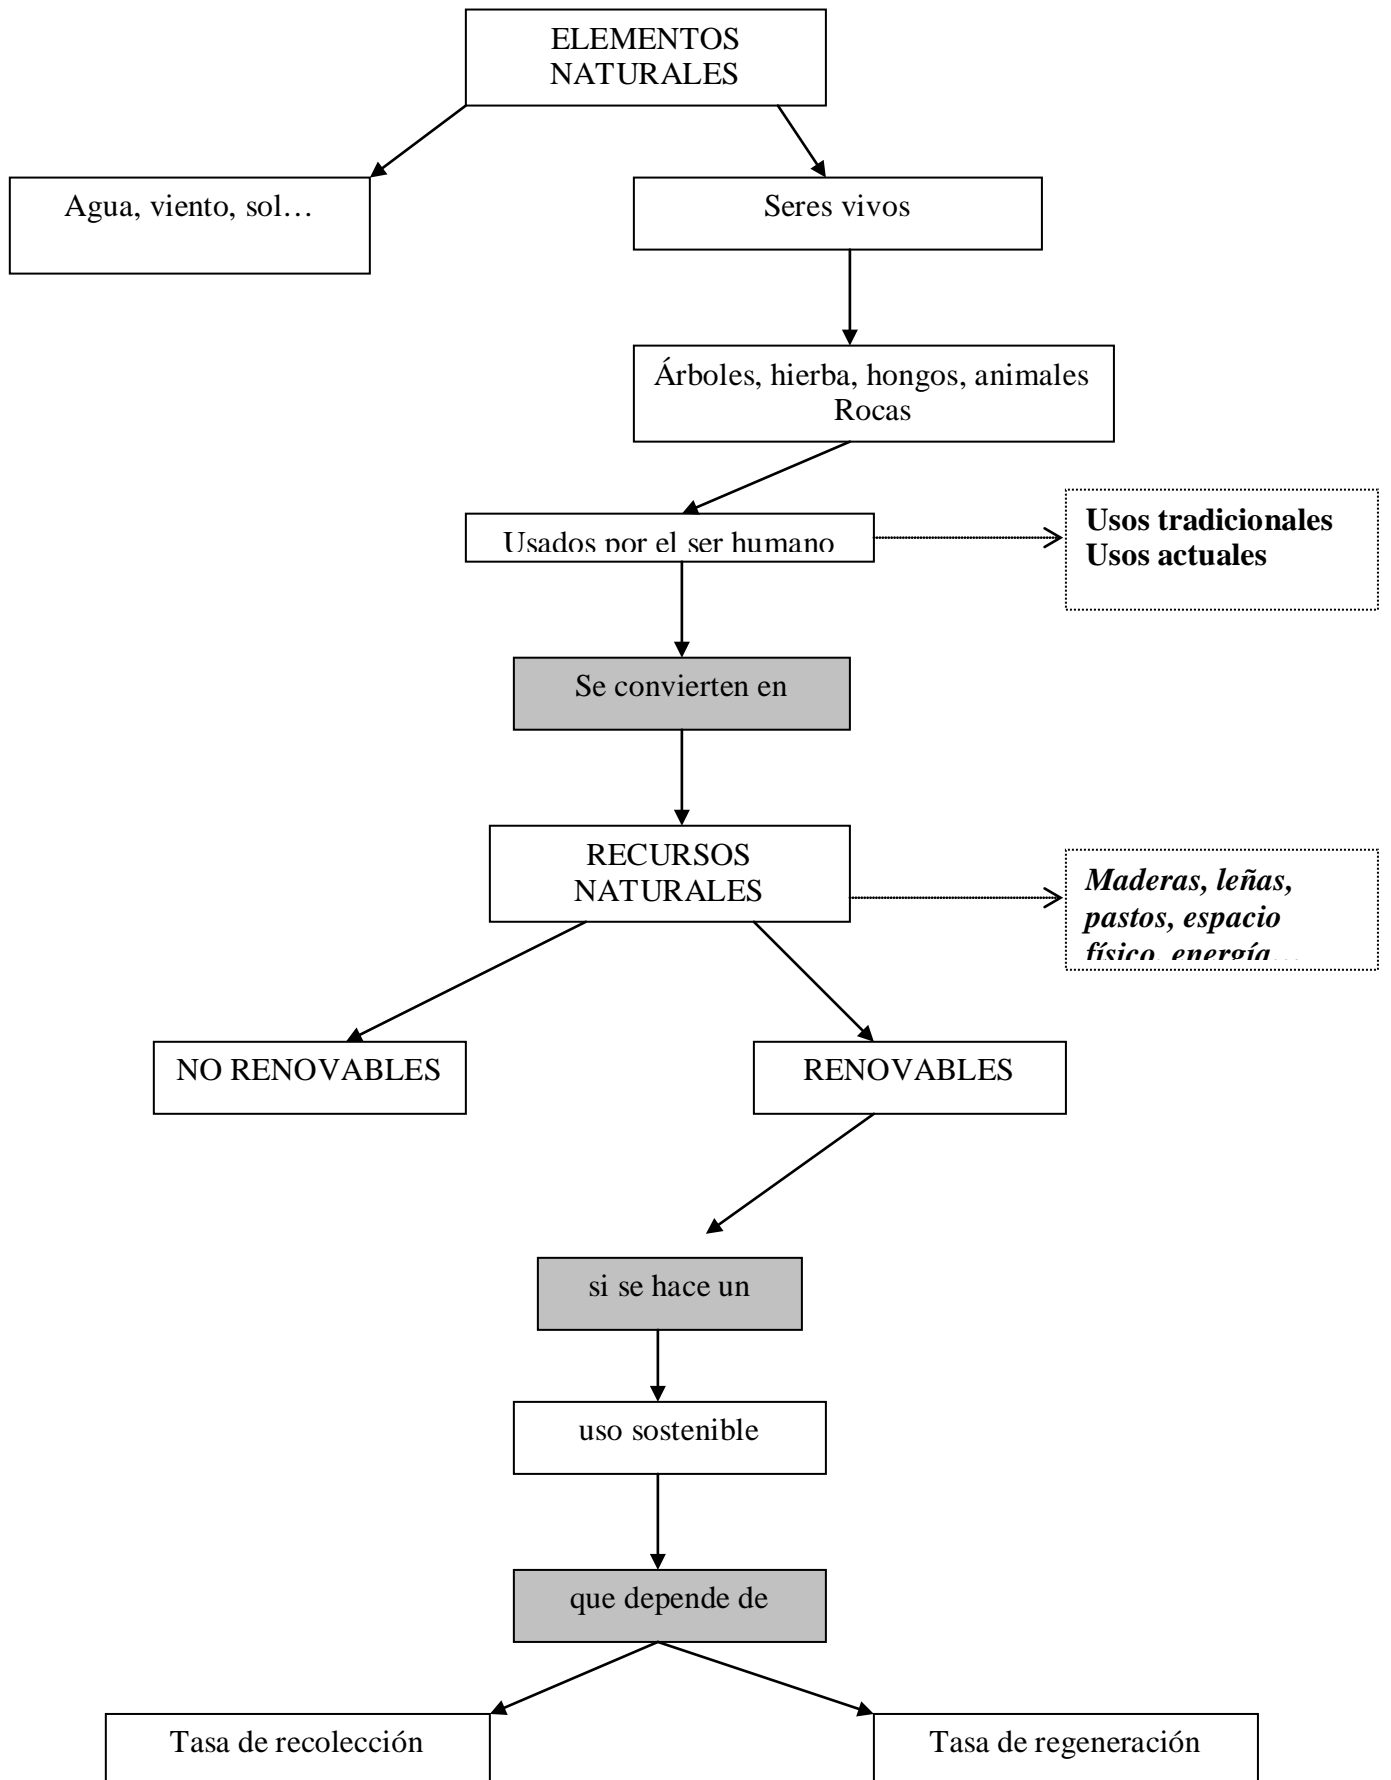 ELEMENTOS
NATURALES
Agua, viento, sol…
Seres vivos
Árboles, hierba, hongos, animales
Rocas
Usados por el ser humano
Usos tradicionales
Usos actuales
Se convierten en
RECURSOS
NATURALES
Maderas, leñas,
pastos, espacio
físico, energía…
NO RENOVABLES
RENOVABLES
si se hace un
uso sostenible
que depende de
Tasa de recolección
Tasa de regeneración